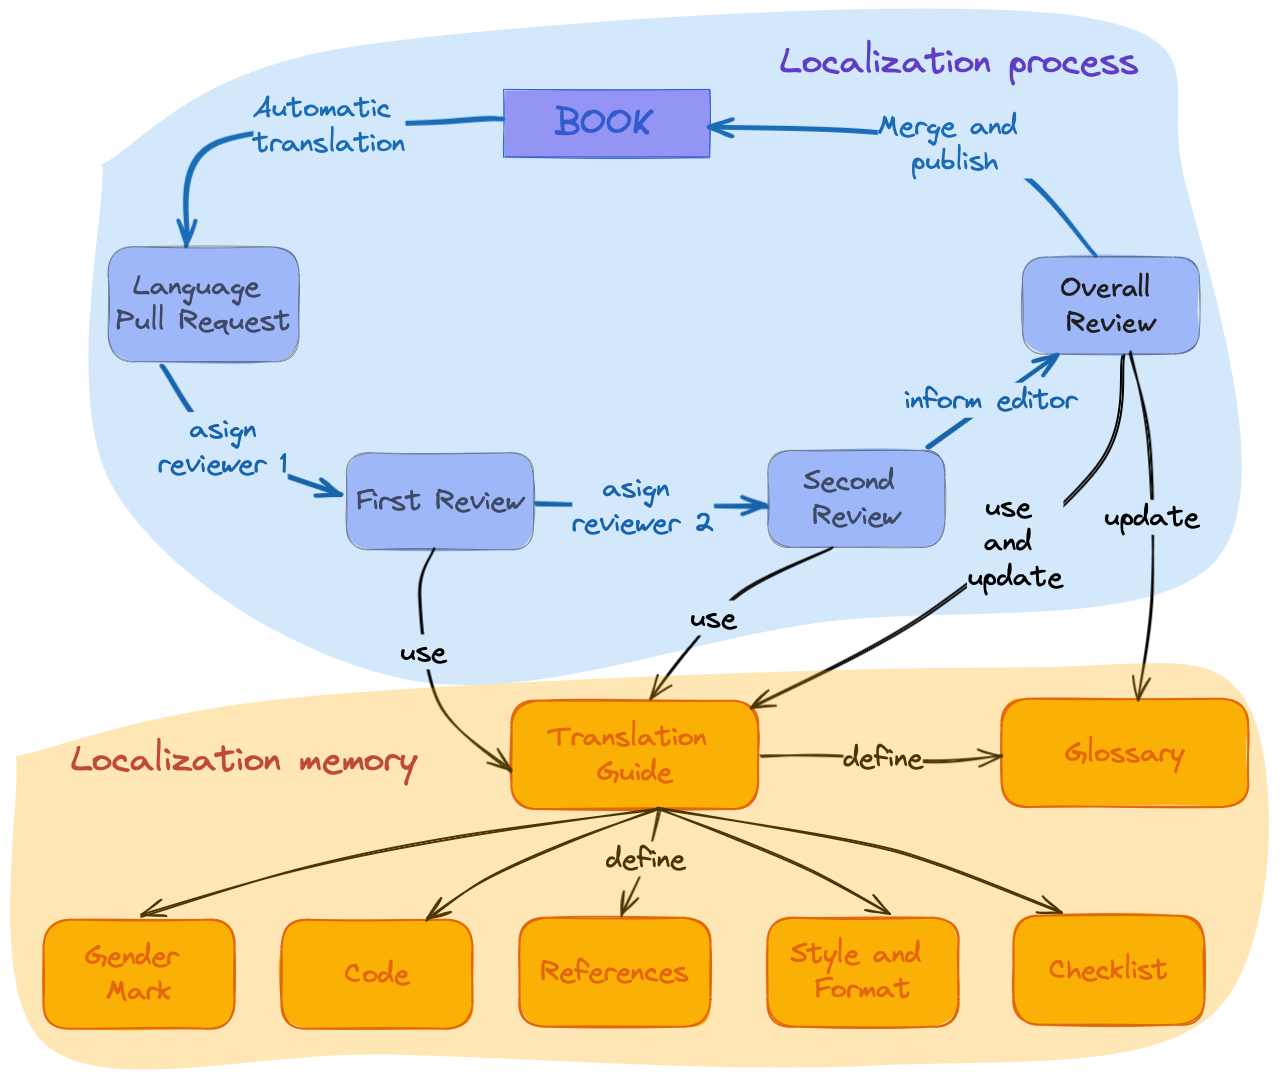 Localization process
Automatic
translation
BOOK
Merge and
publish
Language
Pull Request
Overall
Review
asign
reviewer 1
First Review
asign
reviewer 2
Second
Review
inform editor
use
and
update
update
use
use
Localization memory
Translation
Guide
define
Glossary
define
Gender
Mark
Code
References
Style and
Format
Checklist